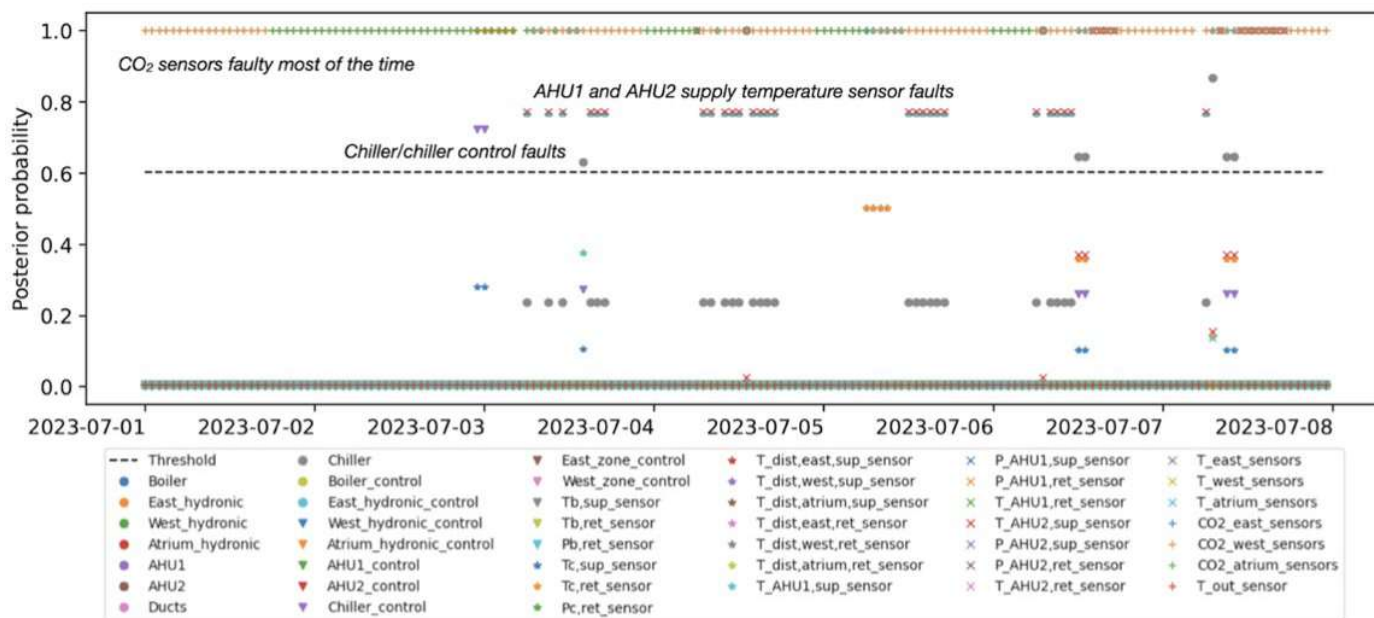 1.0
CO₂ sensors faulty most of the time
AHU1 and AHU2 supply temperature sensor faults
0.8
Chiller/chiller control faults
0.6
Posterior probability
0.4
0.2
0.0
2023-07-01 2023-07-02 2023-07-03 2023-07-04 2023-07-05 2023-07-06 2023-07-07 2023-07-08
Threshold
Boiler
East_hydronic
West_hydronic
Atrium_hydronic
AHU1
AHU2
Ducts
Chiller
Boiler_control
East_hydronic_control
West_hydronic_control
Atrium_hydronic_control
AHU1_control
AHU2_control
Chiller_control
East_zone_control
West_zone_control
Tb,sup_sensor
Tb,ret_sensor
Pb,ret_sensor
Tc,sup_sensor
Tc,ret_sensor
Pc,ret_sensor
T_dist,east,sup_sensor
T_dist,west,sup_sensor
T_dist,atrium,sup_sensor
T_dist,east,ret_sensor
T_dist,west,ret_sensor
T_dist,atrium,ret_sensor
T_AHU1,sup_sensor
P_AHU1,sup_sensor
P_AHU1,ret_sensor
T_AHU1,ret_sensor
T_AHU2,sup_sensor
P_AHU2,sup_sensor
P_AHU2,ret_sensor
T_AHU2,ret_sensor
T_east_sensors
T_west_sensors
T_atrium_sensors
CO2_east_sensors
CO2_west_sensors
CO2_atrium_sensors
T_out_sensor